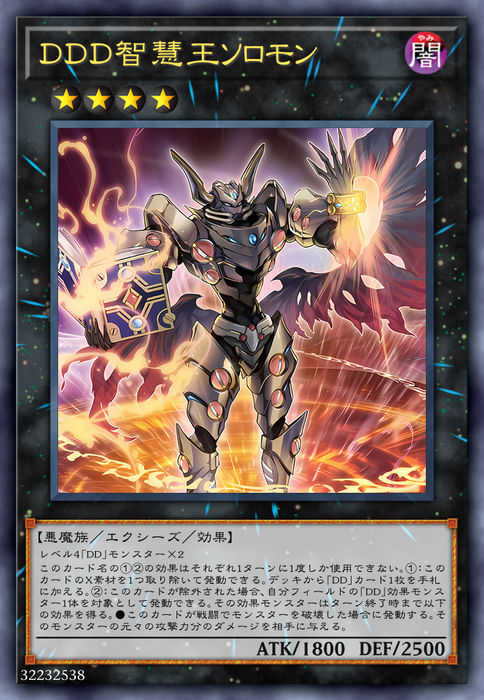 DDD智慧王ソロモン
やみ
闇
【悪魔族／エクシーズ／効果】
レベル4「DD」モンスター×2
このカード名の①②の効果はそれぞれ1ターンに1度しか使用できない。①：この
カードのX素材を1つ取り除いて発動できる。デッキから「DD」カード1枚を手札
に加える。②：このカードが除外された場合、自分フィールドの「DD」効果モンス
ター1体を対象として発動できる。その効果モンスターはターン終了時まで以下
の効果を得る。●このカードが戦闘でモンスターを破壊した場合に発動する。そ
のモンスターの元々の攻撃力分のダメージを相手に与える。
ATK/1800 DEF/2500
32232538